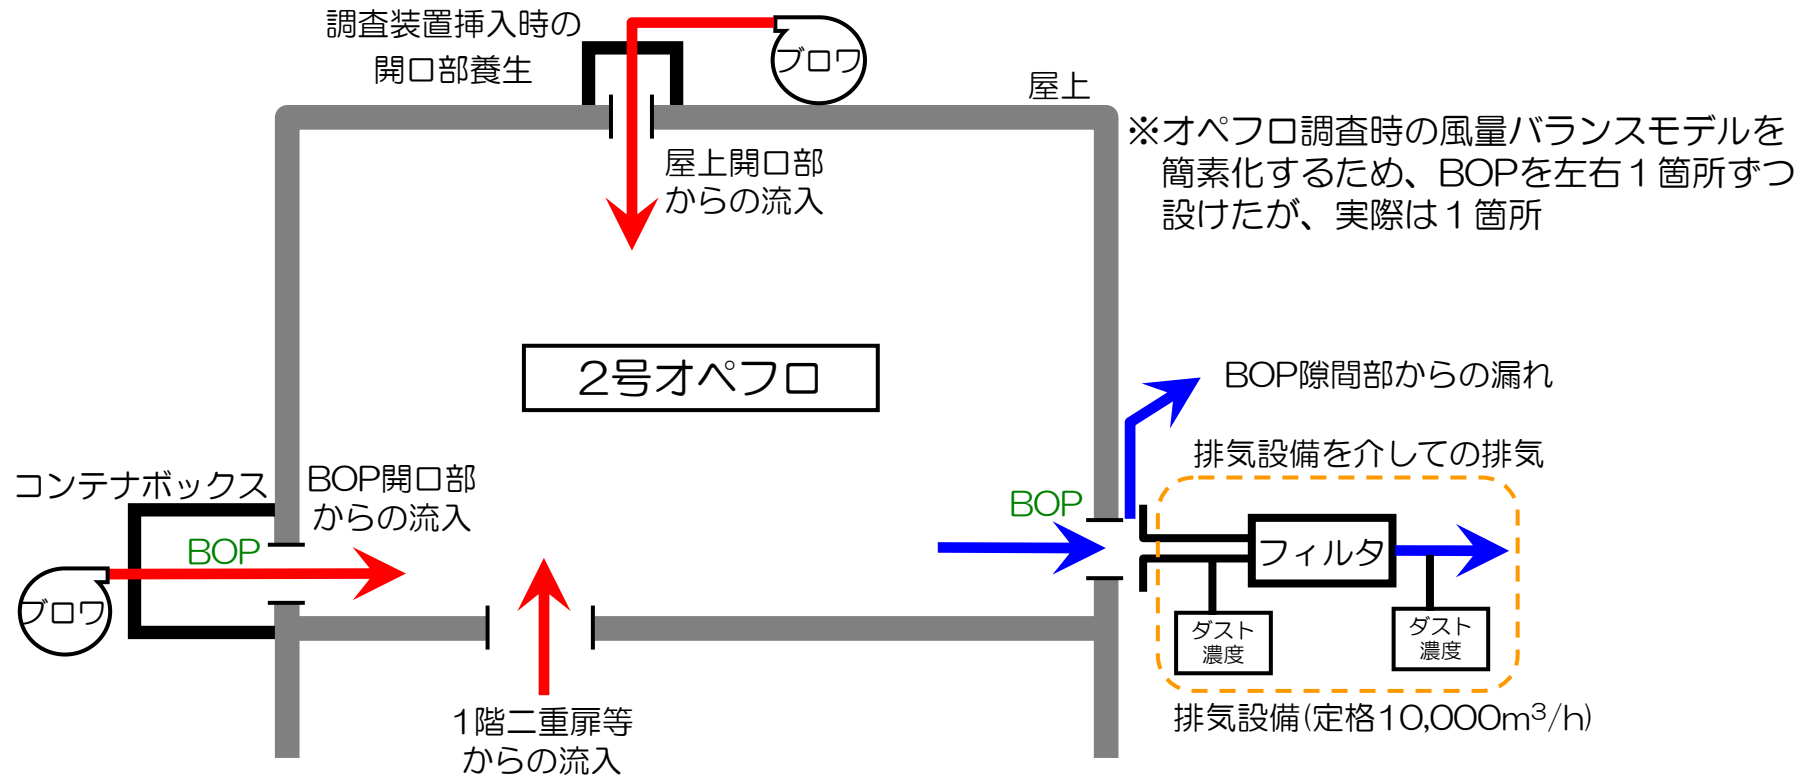 調査装置挿入時の
開口部養生
ブロワ
屋上
※オペフロ調査時の風量バランスモデルを
簡素化するため、BOPを左右１箇所ずつ
設けたが、実際は１箇所
屋上開口部
からの流入
2号オペフロ
BOP隙間部からの漏れ
排気設備を介しての排気
コンテナボックス
BOP開口部
からの流入
BOP
BOP
フィルタ
ブロワ
ダスト
濃度
ダスト
濃度
1階二重扉等
からの流入
排気設備(定格10,000m³/h)